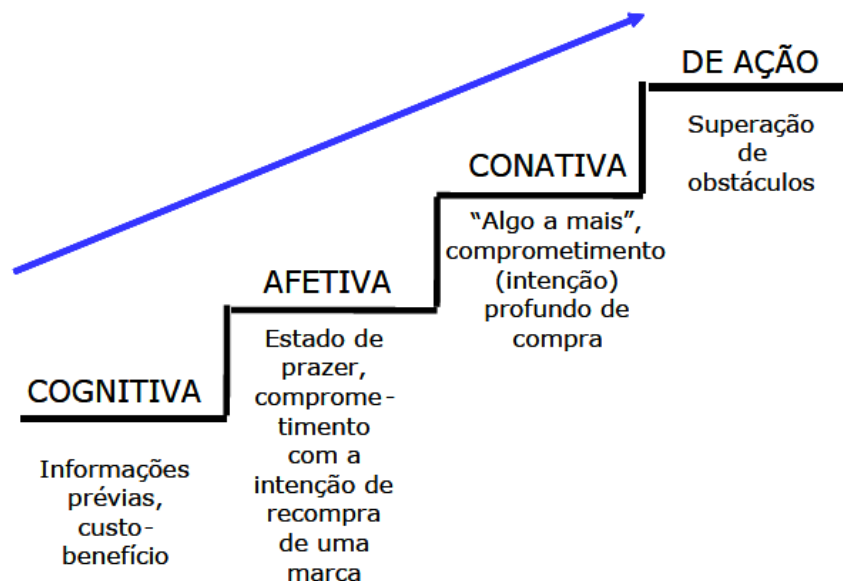 COGNITIVA
Informações
prévias,
custo-
benefício
AFETIVA
Estado de
prazer,
comprome-
timento
com a
intenção de
recompra
de uma
marca
CONATIVA
“Algo a mais”,
comprometimento
(intenção)
profundo de
compra
DE AÇÃO
Superação
de
obstáculos